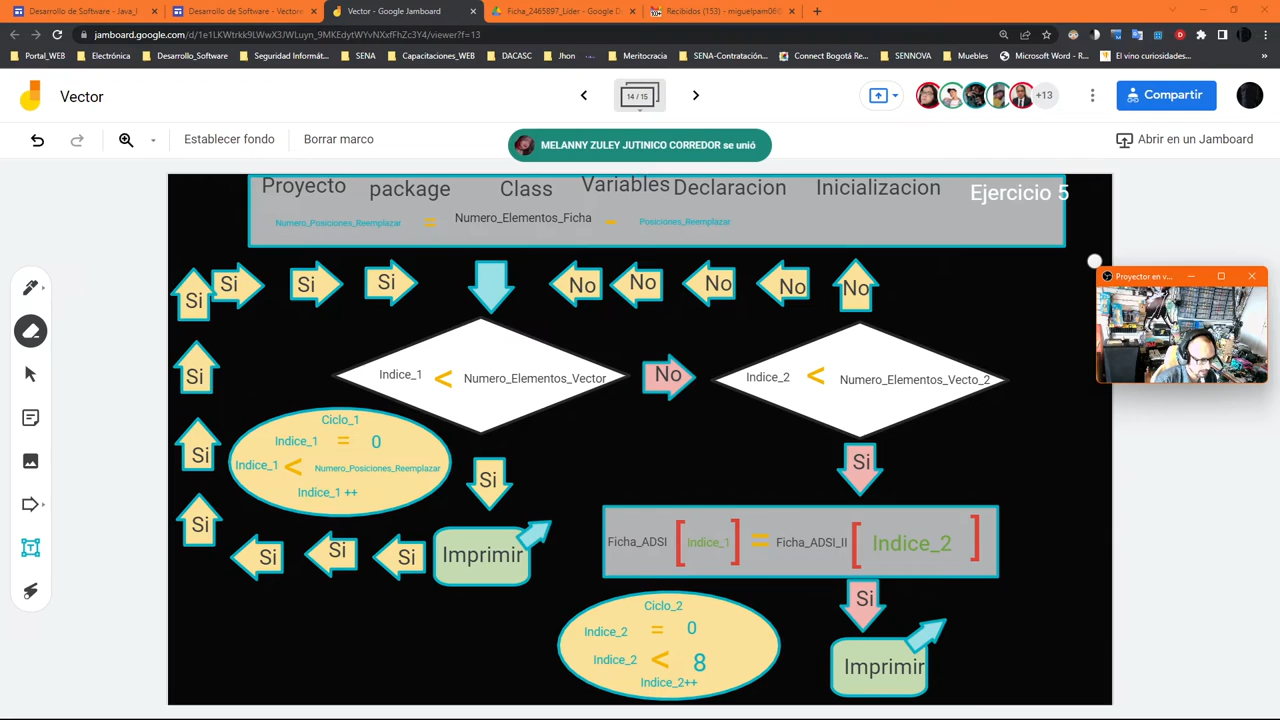 Desarrollo de Software - Java_I
Desarrollo de Software - Vectore
Vector - Google Jamboard
Ficha_2465897_Líder - Google D
Recibidos (153) - miguelpam06@
jamboard.google.com/d/1e1LKWtrkk9LWwX3JWLuyn_9MKEdytWYvNXxfFhZc3Y4/viewer?f=13
Portal_WEB
Electrónica
Desarrollo_Software
Seguridad Informát...
SENA
Capacitaciones_WEB
DACASC
Jhon
Meritocracia
SENA-Contratación...
Connect Bogotá Re...
SENNOVA
Muebles
Microsoft Word - R...
El vino curiosidades...
Vector
14 / 15
+13
Compartir
Establecer fondo
Borrar marco
MELANNY ZULEY JUTINICO CORREDOR se unió
Abrir en un Jamboard
Proyecto package Class Variables Declaracion Inicializacion Ejercicio 5
Numero_Posiciones_Reemplazar = Numero_Elementos_Ficha - Posiciones_Reemplazar
Si Si Si Si No No No No No
Proyector en v...
Si
Indice_1 < Numero_Elementos_Vector
No
Indice_2 < Numero_Elementos_Vecto_2
Ciclo_1
Indice_1 = 0
Indice_1 < Numero_Posiciones_Reemplazar
Indice_1 ++
Si
Si
Si
Si
Ficha_ADSI [ Indice_1 ] = Ficha_ADSI_II [ Indice_2 ]
Si Si Si Imprimir
Si
Ciclo_2
Indice_2 = 0
Indice_2 < 8
Indice_2++
Imprimir